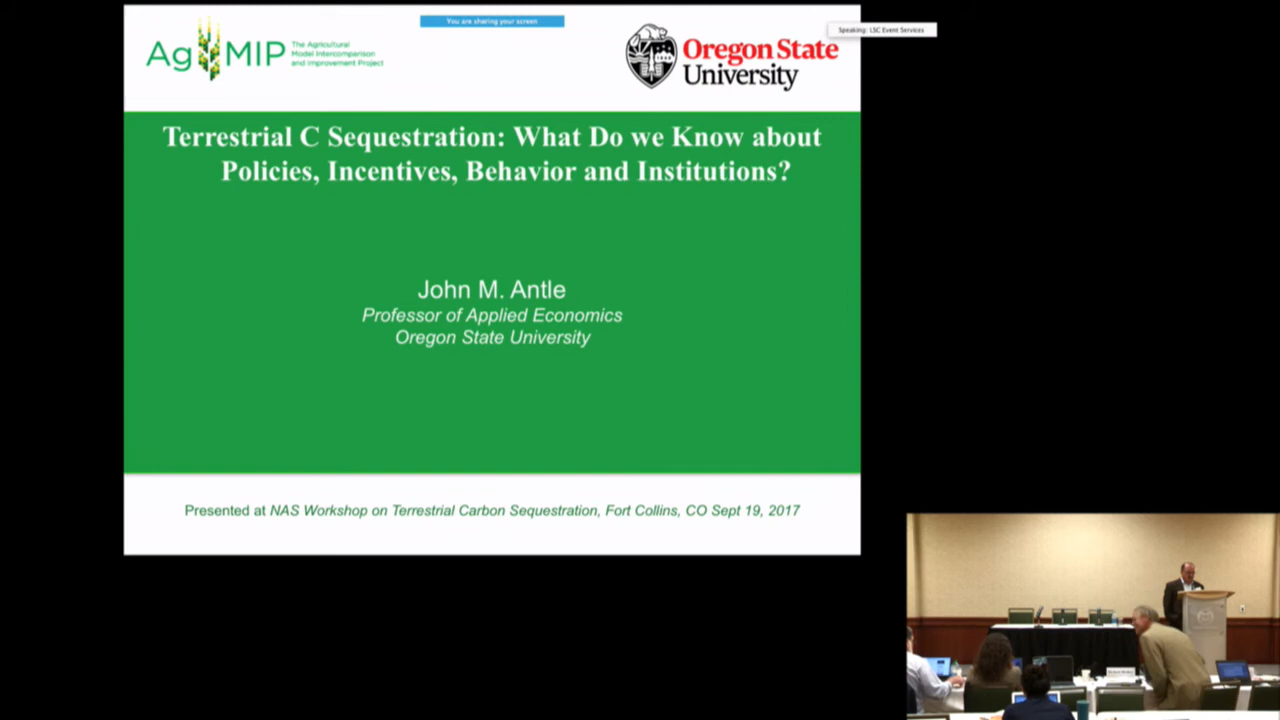 You are sharing your screen
Speaking: LSC Event Services
AgMIP
The Agricultural
Model Intercomparison
and Improvement Project
Oregon State
University
Terrestrial C Sequestration: What Do we Know about
Policies, Incentives, Behavior and Institutions?
John M. Antle
Professor of Applied Economics
Oregon State University
Presented at NAS Workshop on Terrestrial Carbon Sequestration, Fort Collins, CO Sept 19, 2017